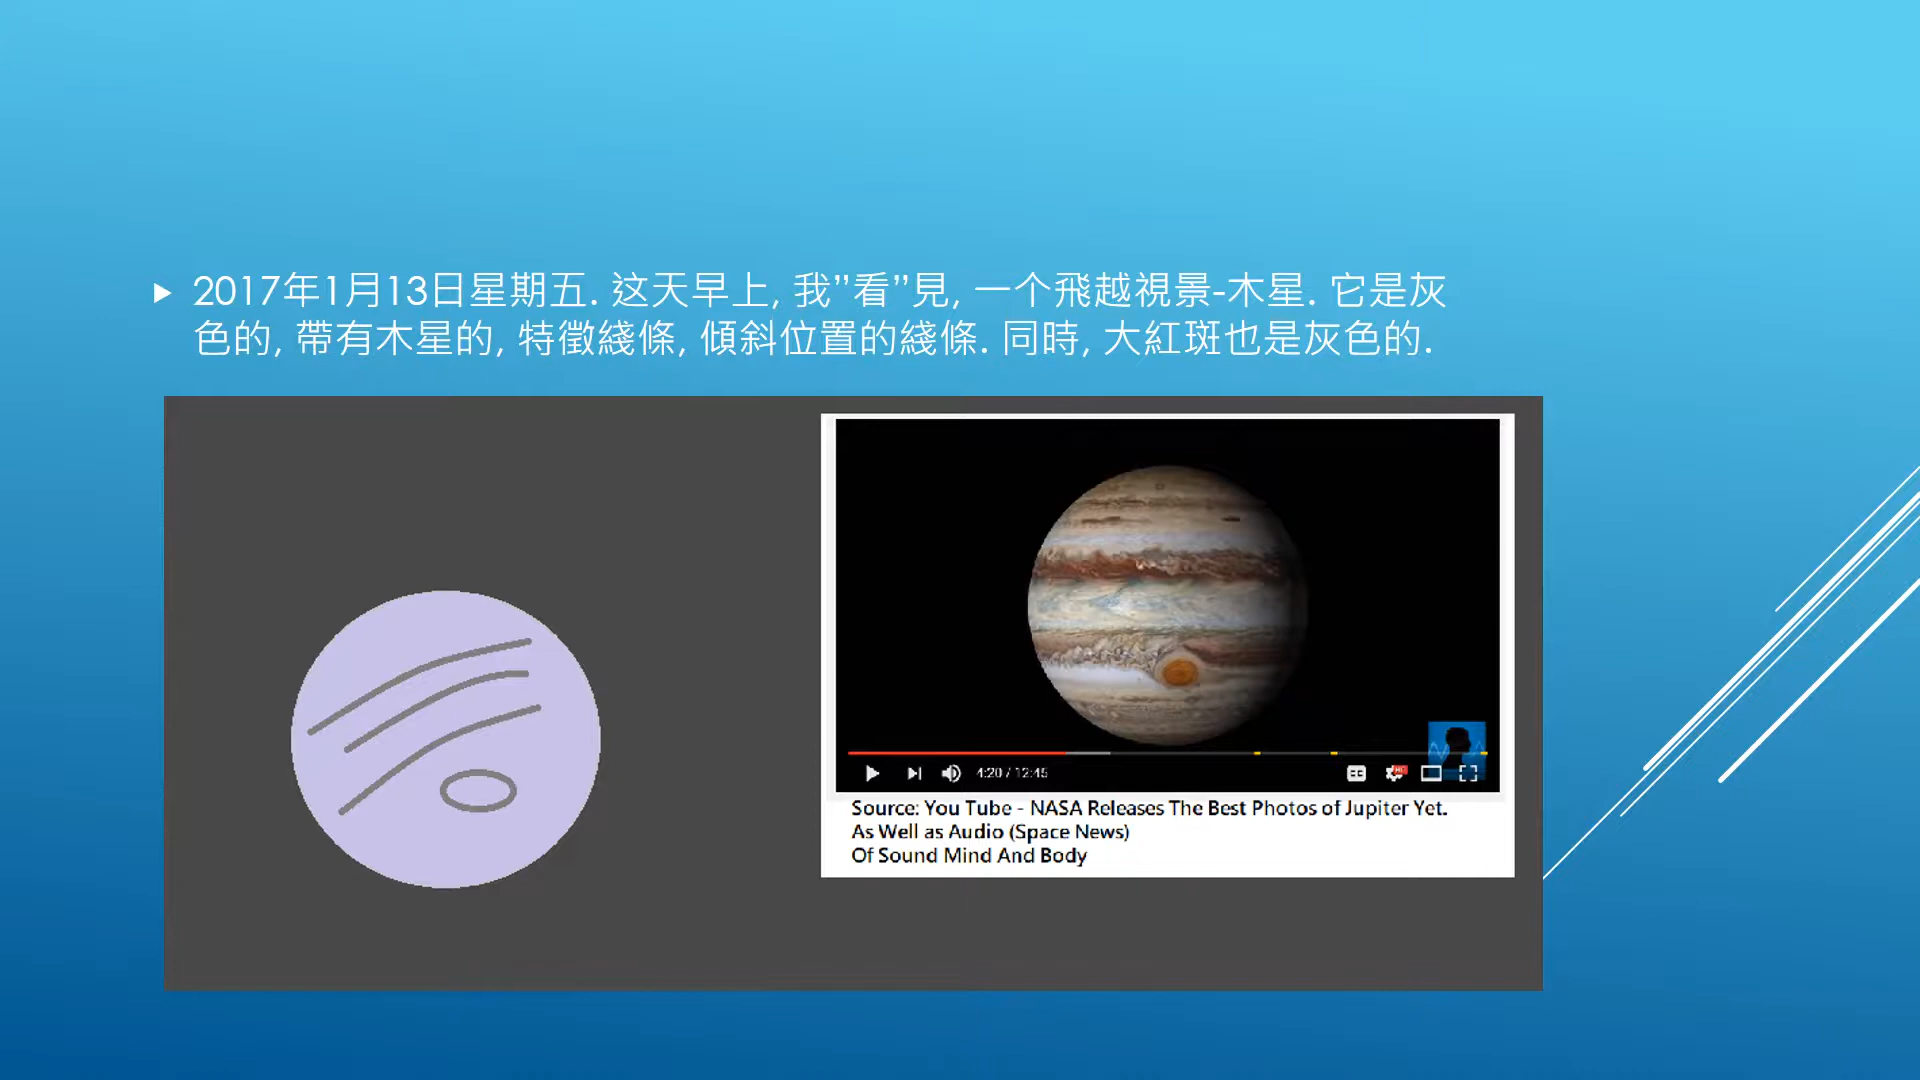 2017年1月13日星期五. 这天早上, 我”看”見, 一个飛越視景-木星. 它是灰
色的, 帶有木星的, 特徵綫條, 傾斜位置的綫條. 同時, 大紅斑也是灰色的.
4:20 / 12:45
CC
HD
Source: You Tube - NASA Releases The Best Photos of Jupiter Yet.
As Well as Audio (Space News)
Of Sound Mind And Body